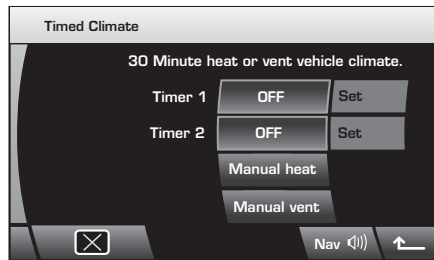 Timed Climate
30 Minute heat or vent vehicle climate.
Timer 1 OFF Set
Timer 2 OFF Set
Manual heat
Manual vent
Nav